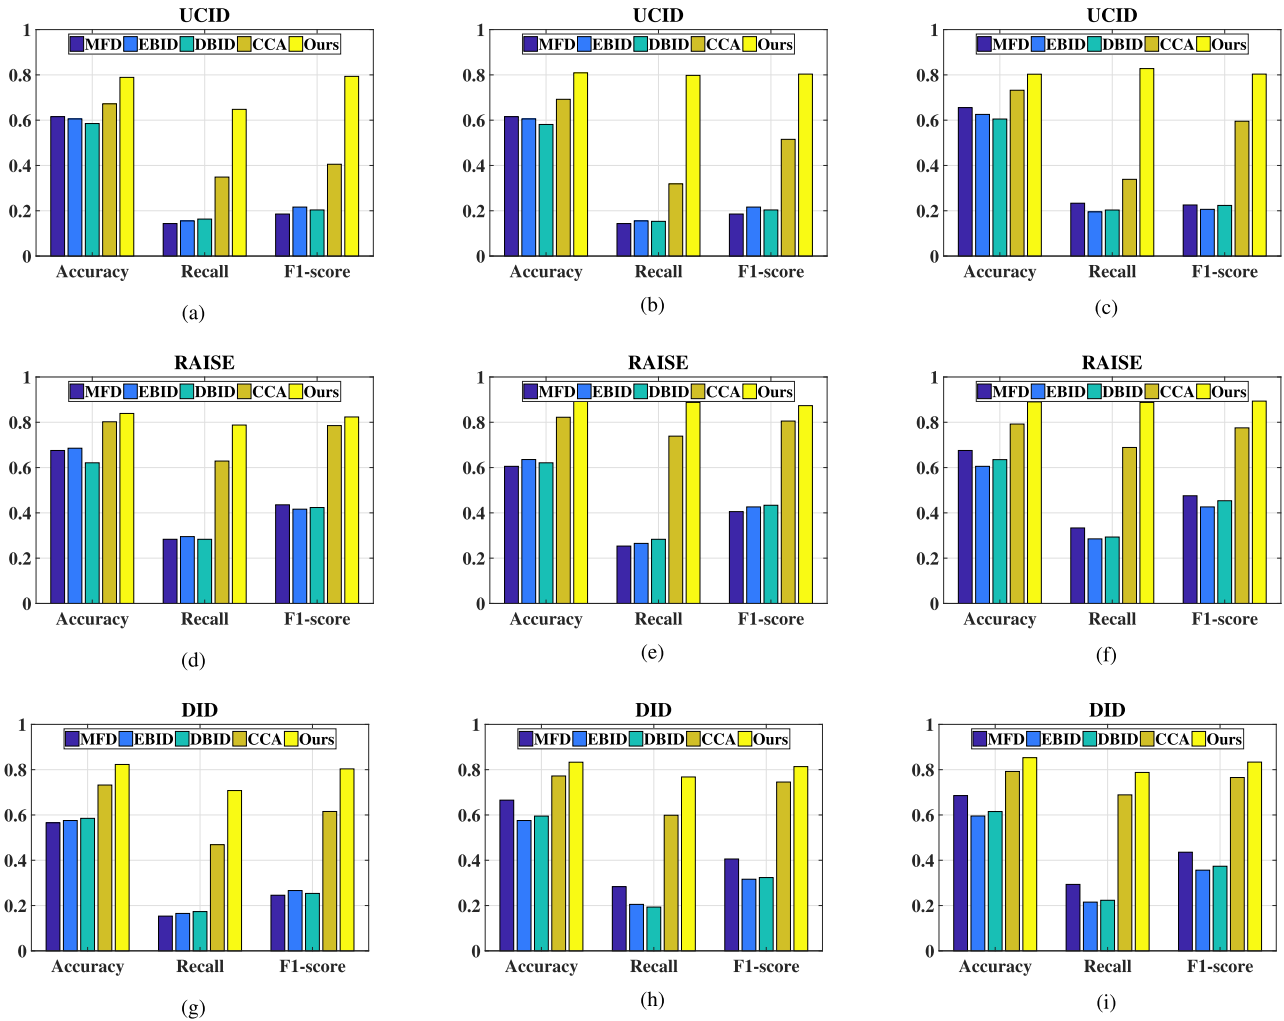 UCID
1
MFD EBID DBID CCA Ours
0.8
0.6
0.4
0.2
0
Accuracy Recall F1-score
(a)
UCID
1
MFD EBID DBID CCA Ours
0.8
0.6
0.4
0.2
0
Accuracy Recall F1-score
(b)
UCID
1
MFD EBID DBID CCA Ours
0.8
0.6
0.4
0.2
0
Accuracy Recall F1-score
(c)
RAISE
1
MFD EBID DBID CCA Ours
0.8
0.6
0.4
0.2
0
Accuracy Recall F1-score
(d)
RAISE
1
MFD EBID DBID CCA Ours
0.8
0.6
0.4
0.2
0
Accuracy Recall F1-score
(e)
RAISE
1
MFD EBID DBID CCA Ours
0.8
0.6
0.4
0.2
0
Accuracy Recall F1-score
(f)
DID
1
MFD EBID DBID CCA Ours
0.8
0.6
0.4
0.2
0
Accuracy Recall F1-score
(g)
DID
1
MFD EBID DBID CCA Ours
0.8
0.6
0.4
0.2
0
Accuracy Recall F1-score
(h)
DID
1
MFD EBID DBID CCA Ours
0.8
0.6
0.4
0.2
0
Accuracy Recall F1-score
(i)